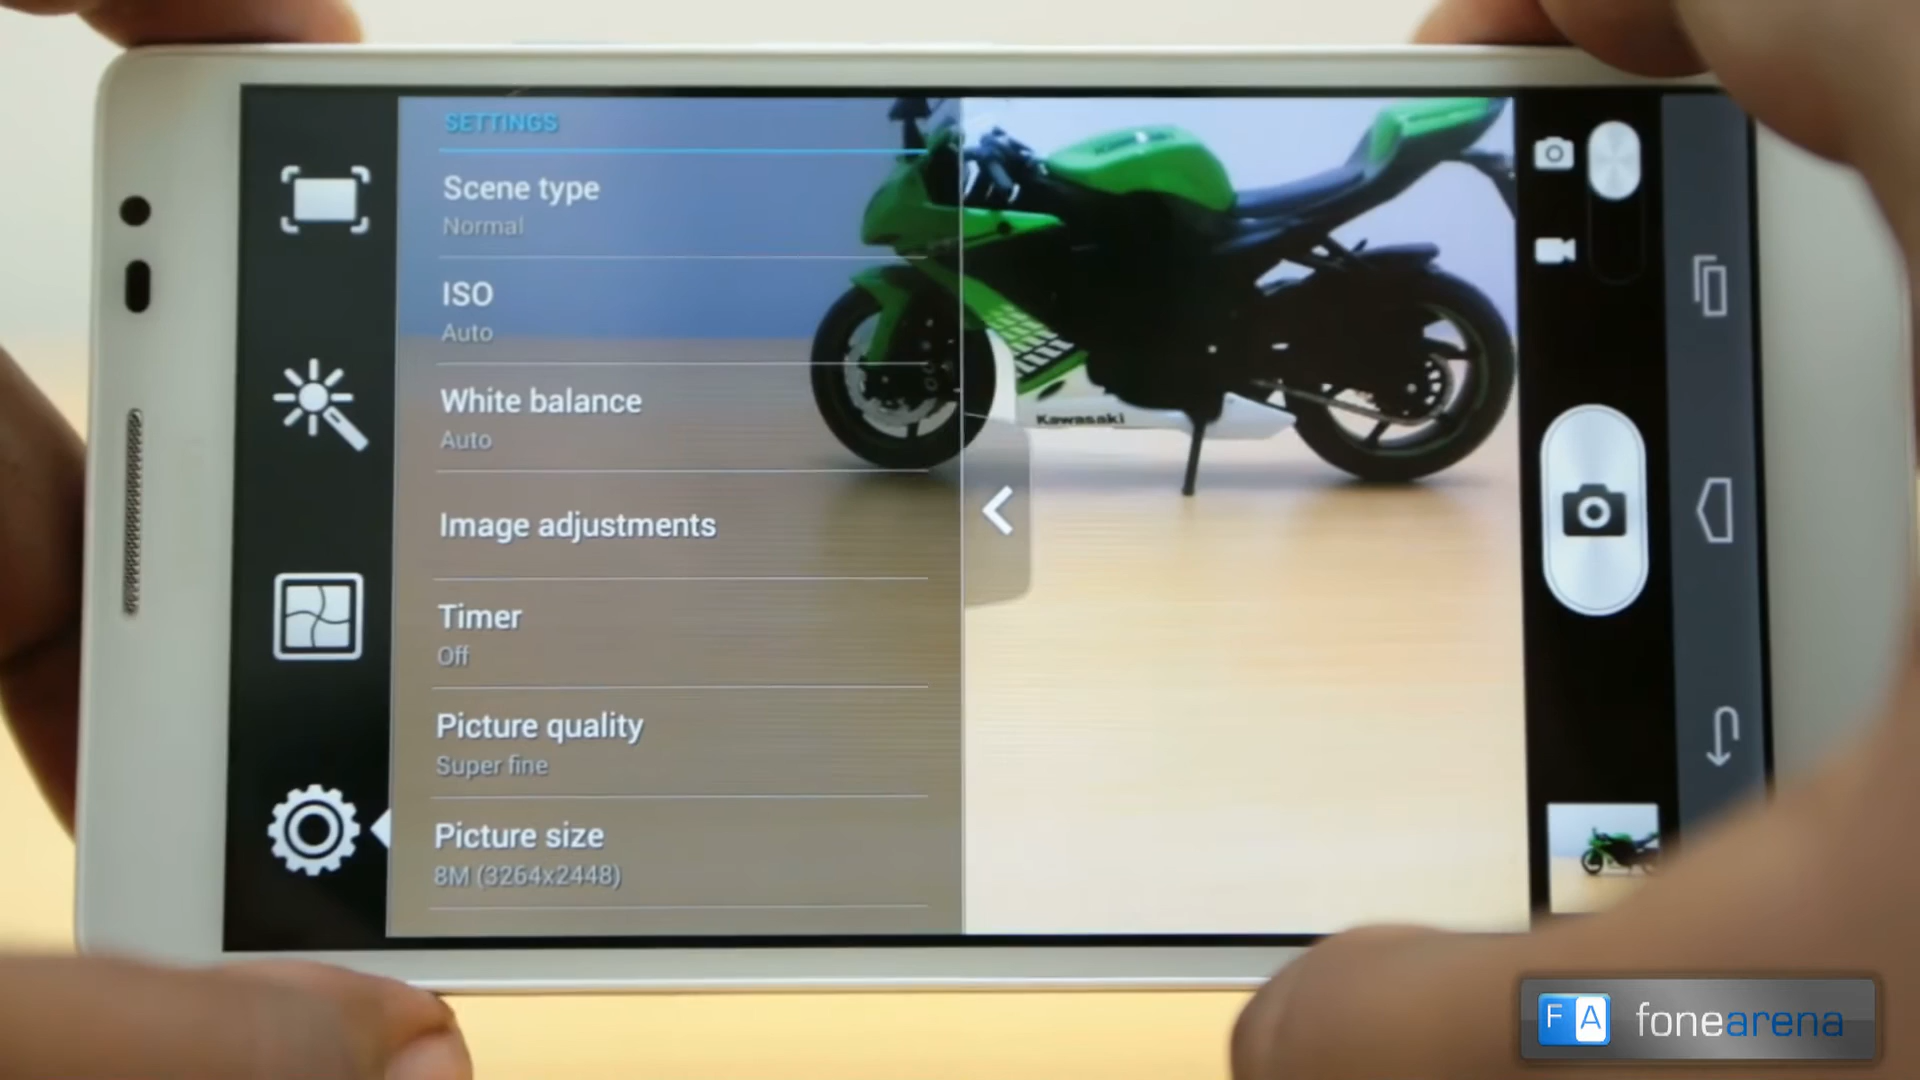 SETTINGS
Scene type
Normal
ISO
Auto
White balance
Auto
Image adjustments
Timer
Off
Picture quality
Super fine
Picture size
8M (3264x2448)
Kawasaki
FA fonearena